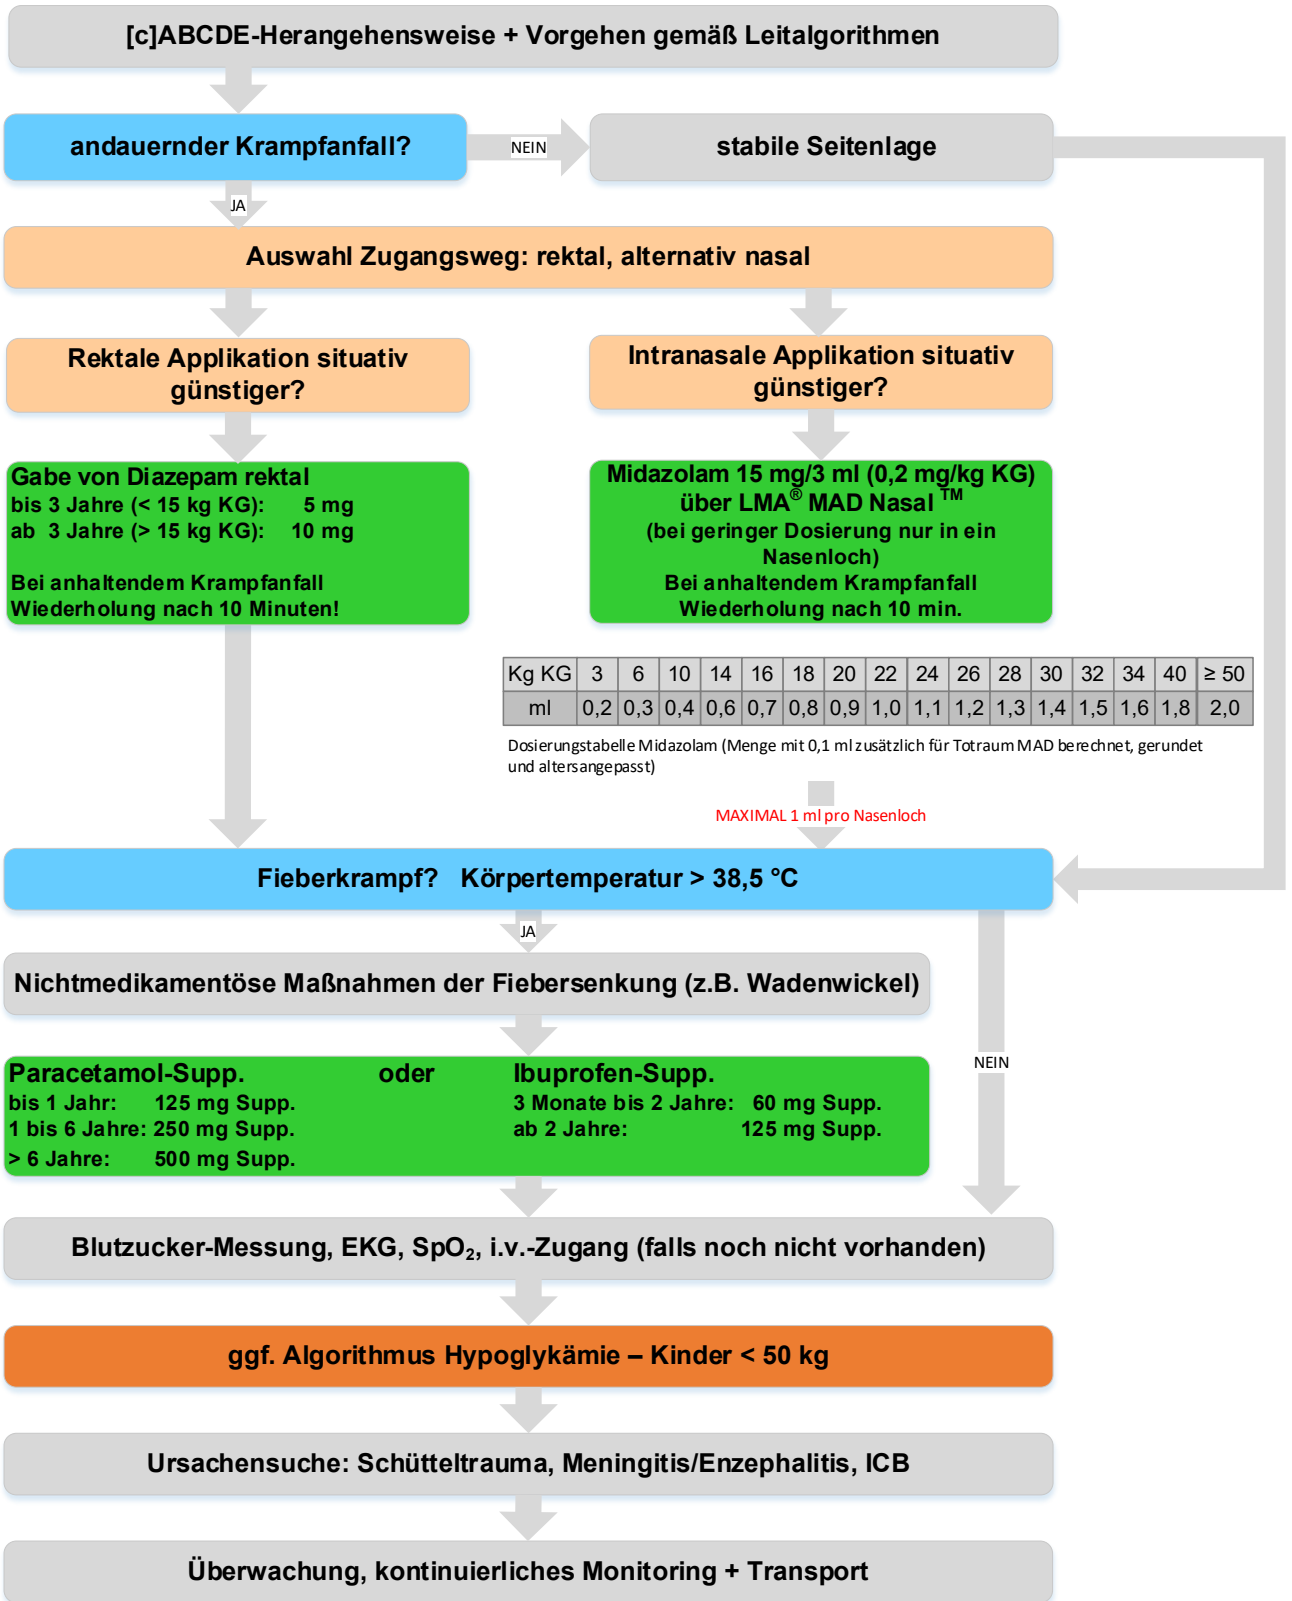 [c]ABCDE-Herangehensweise + Vorgehen gemäß Leitalgorithmen
andauernder Krampfanfall?
NEIN
stabile Seitenlage
JA
Auswahl Zugangsweg: rektal, alternativ nasal
Rektale Applikation situativ
günstiger?
Intranasale Applikation situativ
günstiger?
Gabe von Diazepam rektal
bis 3 Jahre (< 15 kg KG): 5 mg
ab 3 Jahre (> 15 kg KG): 10 mg
Bei anhaltendem Krampfanfall
Wiederholung nach 10 Minuten!
Midazolam 15 mg/3 ml (0,2 mg/kg KG)
über LMA® MAD Nasal ™
(bei geringer Dosierung nur in ein
Nasenloch)
Bei anhaltendem Krampfanfall
Wiederholung nach 10 min.
Kg KG 3 6 10 14 16 18 20 22 24 26 28 30 32 34 40 ≥ 50
ml 0,2 0,3 0,4 0,6 0,7 0,8 0,9 1,0 1,1 1,2 1,3 1,4 1,5 1,6 1,8 2,0
Dosierungstabelle Midazolam (Menge mit 0,1 ml zusätzlich für Totraum MAD berechnet, gerundet
und altersangepasst)
MAXIMAL 1 ml pro Nasenloch
Fieberkrampf? Körpertemperatur > 38,5 °C
JA
Nichtmedikamentöse Maßnahmen der Fiebersenkung (z.B. Wadenwickel)
NEIN
Paracetamol-Supp. oder Ibuprofen-Supp.
bis 1 Jahr: 125 mg Supp. 3 Monate bis 2 Jahre: 60 mg Supp.
1 bis 6 Jahre: 250 mg Supp. ab 2 Jahre: 125 mg Supp.
> 6 Jahre: 500 mg Supp.
Blutzucker-Messung, EKG, SpO₂, i.v.-Zugang (falls noch nicht vorhanden)
ggf. Algorithmus Hypoglykämie – Kinder < 50 kg
Ursachensuche: Schütteltrauma, Meningitis/Enzephalitis, ICB
Überwachung, kontinuierliches Monitoring + Transport